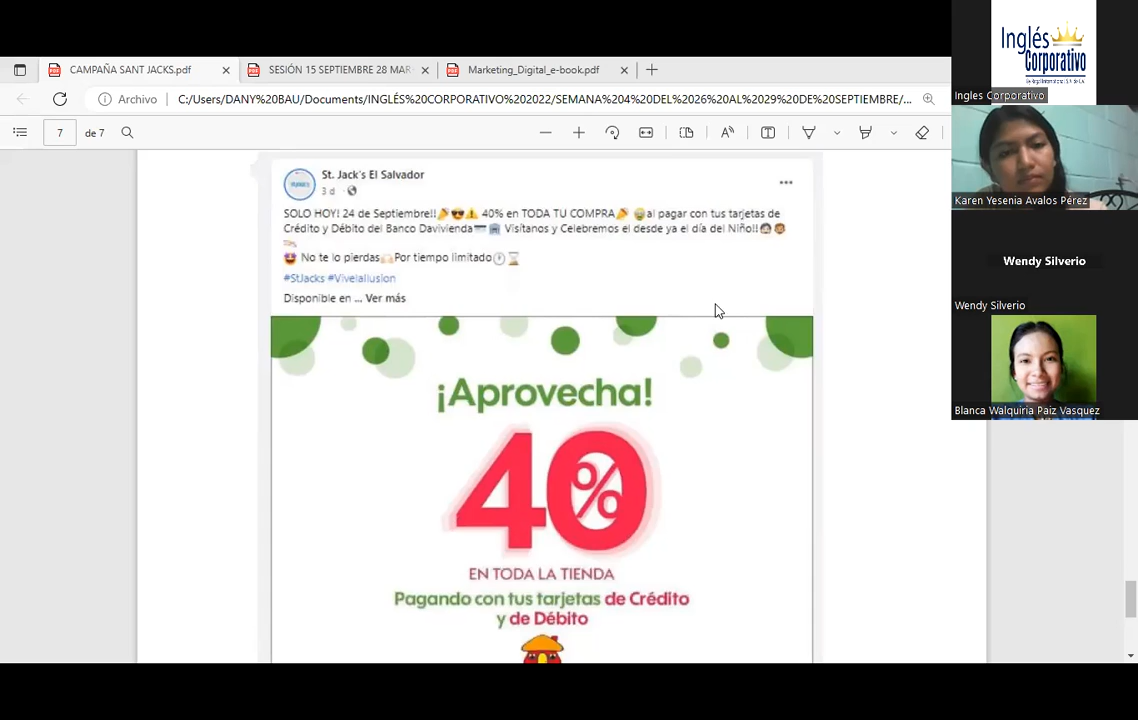 CAMPAÑA SANT JACKS.pdf
SESIÓN 15 SEPTIEMBRE 28 MAR
Marketing_Digital_e-book.pdf
Archivo
C:/Users/DANY%20BAU/Documents/INGLÉS%20CORPORATIVO%202022/SEMANA%204%20DEL%2026%20AL%2029%20DE%20SEPTIEMBRE/...
7
de 7
St. Jack's El Salvador
3 d
SOLO HOY! 24 de Septiembre!! 40% en TODA TU COMPRA al pagar con tus tarjetas de
Crédito y Débito del Banco Davivienda Visítanos y Celebremos el desde ya el día del Niño!!
No te lo pierdas Por tiempo limitado
#StJacks #Vivelailusion
Disponible en ... Ver más
¡Aprovecha!
40%
EN TODA LA TIENDA
Pagando con tus tarjetas de Crédito
y de Débito
Inglés
Corporativo
Ingles Corporativo
Karen Yesenia Avalos Pérez
Wendy Silverio
Wendy Silverio
Blanca Walquiria Paiz Vasquez